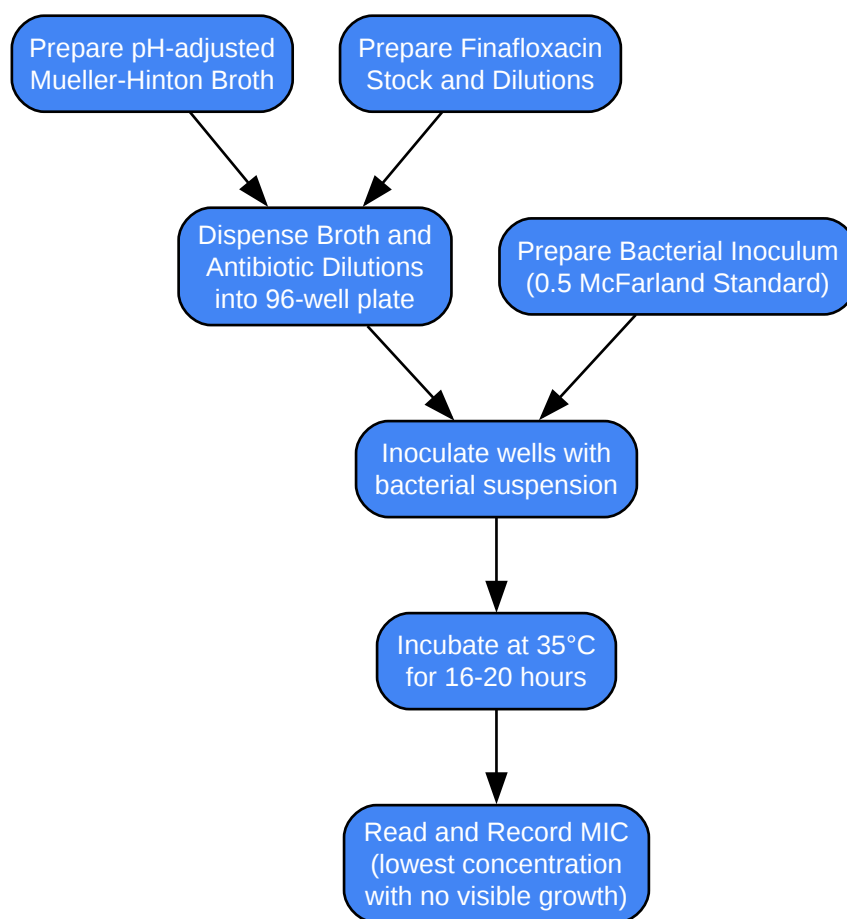 Prepare pH-adjusted
Mueller-Hinton Broth
Prepare Finafloxacin
Stock and Dilutions
Dispense Broth and
Antibiotic Dilutions
into 96-well plate
Prepare Bacterial Inoculum
(0.5 McFarland Standard)
Inoculate wells with
bacterial suspension
Incubate at 35°C
for 16-20 hours
Read and Record MIC
(lowest concentration
with no visible growth)